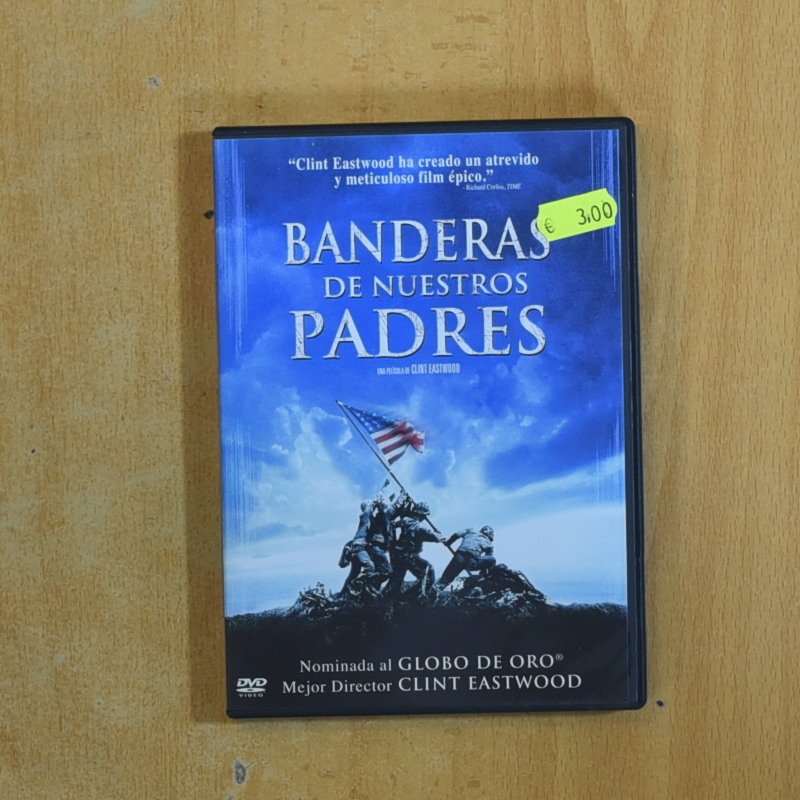 “Clint Eastwood ha creado un atrevido
y meticuloso film épico.”
- Richard Corliss, TIME
€ 3,00
BANDERAS
DE NUESTROS
PADRES
UNA PELÍCULA DE CLINT EASTWOOD
Nominada al GLOBO DE ORO®
Mejor Director CLINT EASTWOOD
DVD
VIDEO